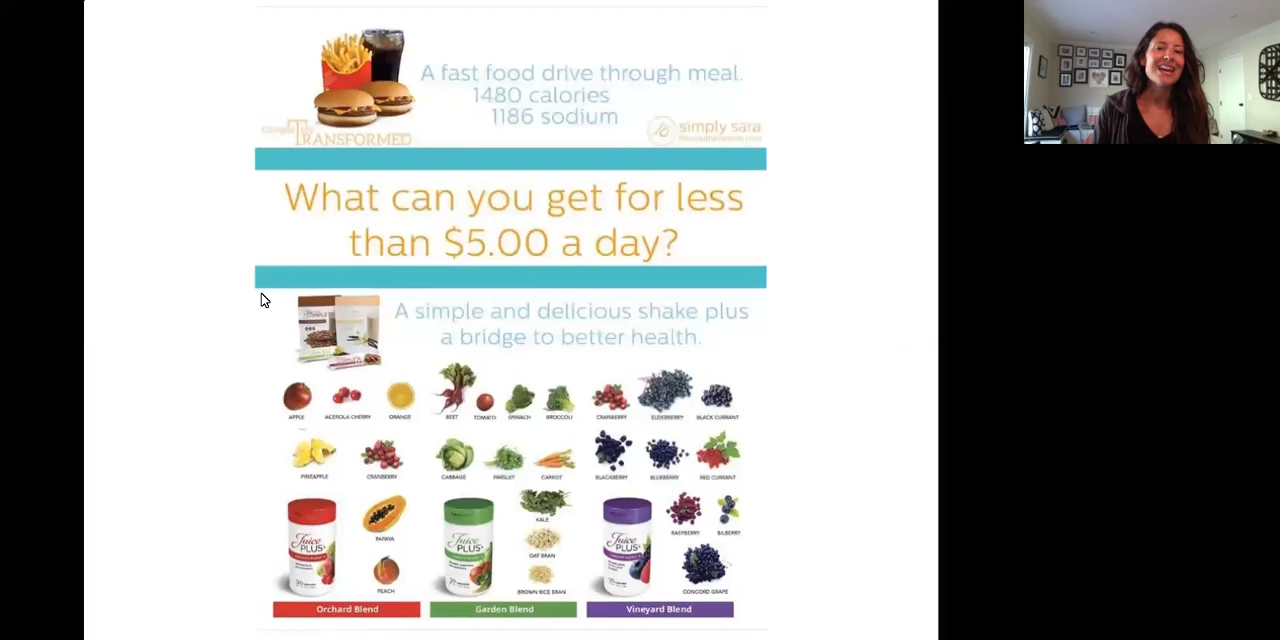 A fast food drive through meal.
1480 calories
1186 sodium
TRANSFORMED
simply sara
What can you get for less
than $5.00 a day?
A simple and delicious shake plus
a bridge to better health.
APPLE
ACEROLA CHERRY
ORANGE
BEET
TOMATO
SPINACH
BROCCOLI
CRANBERRY
ELDERBERRY
BLACK CURRANT
PINEAPPLE
CRANBERRY
CABBAGE
PARSLEY
CARROT
BLACKBERRY
BLUEBERRY
RED CURRANT
PAPAYA
KALE
RASPBERRY
BILBERRY
Juice
PLUS+
Juice
PLUS+
Juice
PLUS+
OAT BRAN
PEACH
BROWN RICE BRAN
CONCORD GRAPE
Orchard Blend
Garden Blend
Vineyard Blend